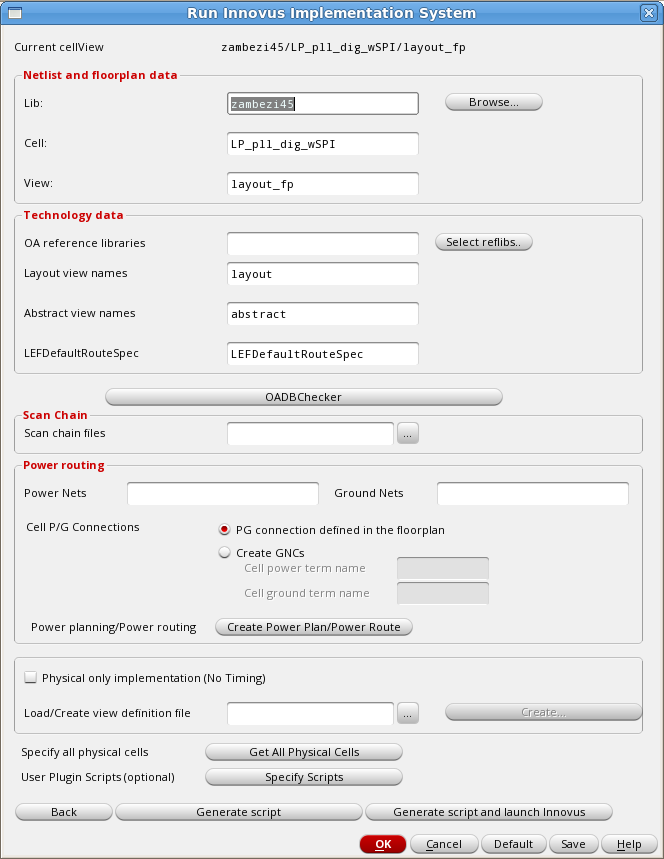 Run Innovus Implementation System
Current cellView zambezi45/LP_pll_dig_wSPI/layout_fp
Netlist and floorplan data
Lib: zambezi45 Browse...
Cell: LP_pll_dig_wSPI
View: layout_fp
Technology data
OA reference libraries Select reflibs..
Layout view names layout
Abstract view names abstract
LEFDefaultRouteSpec LEFDefaultRouteSpec
OADBChecker
Scan Chain
Scan chain files ...
Power routing
Power Nets Ground Nets
Cell P/G Connections PG connection defined in the floorplan
Create GNCs
Cell power term name
Cell ground term name
Power planning/Power routing Create Power Plan/Power Route
Physical only implementation (No Timing)
Load/Create view definition file ... Create...
Specify all physical cells Get All Physical Cells
User Plugin Scripts (optional) Specify Scripts
Back Generate script Generate script and launch Innovus
OK Cancel Default Save Help